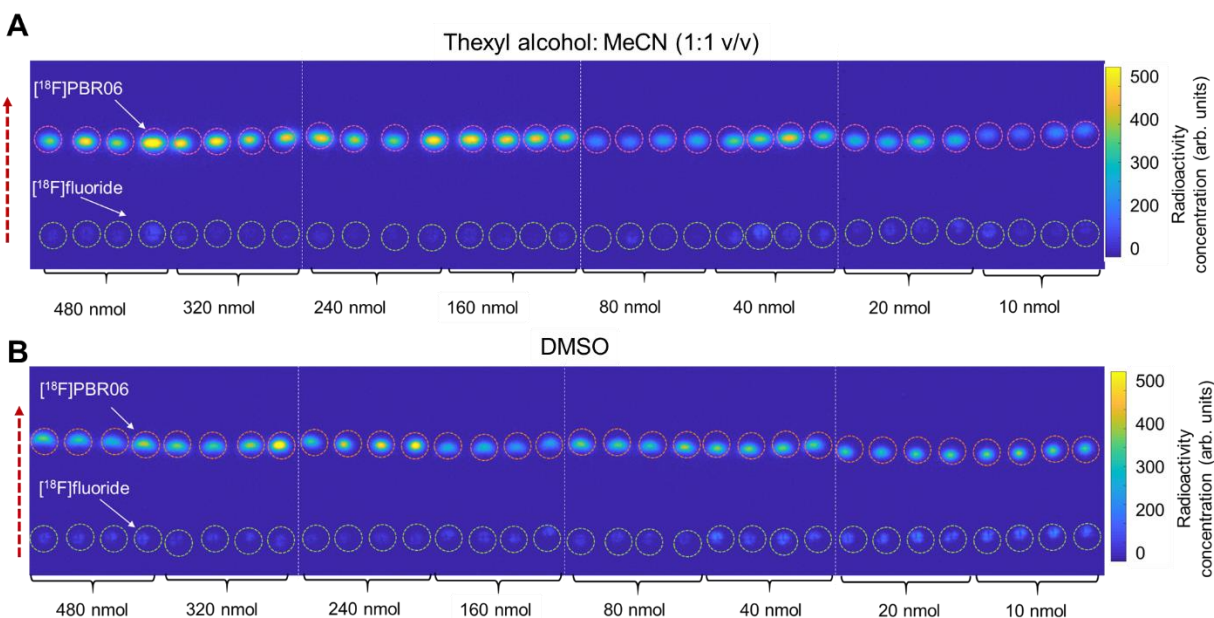 A
Thexyl alcohol: MeCN (1:1 v/v)
[¹⁸F]PBR06
[¹⁸F]fluoride
500
400
300
200
0
Radioactivity
concentration (arb. units)
480 nmol 320 nmol 240 nmol 160 nmol 80 nmol 40 nmol 20 nmol 10 nmol
B
DMSO
[¹⁸F]PBR06
[¹⁸F]fluoride
500
400
300
200
0
Radioactivity
concentration (arb. units)
480 nmol 320 nmol 240 nmol 160 nmol 80 nmol 40 nmol 20 nmol 10 nmol